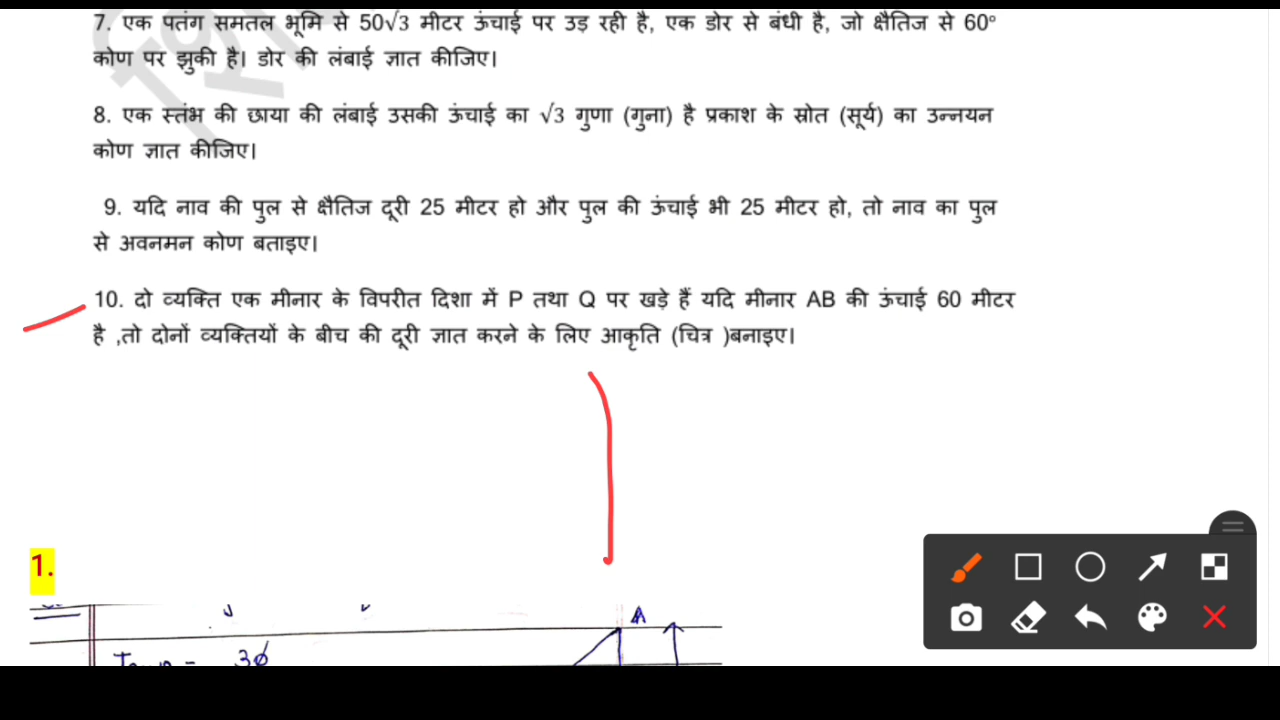 7. एक पतंग समतल भूमि से 50√3 मीटर ऊंचाई पर उड़ रही है, एक डोर से बंधी है, जो क्षैतिज से 60°
कोण पर झुकी है। डोर की लंबाई ज्ञात कीजिए।
8. एक स्तंभ की छाया की लंबाई उसकी ऊंचाई का √3 गुणा (गुना) है प्रकाश के स्रोत (सूर्य) का उन्नयन
कोण ज्ञात कीजिए।
9. यदि नाव की पुल से क्षैतिज दूरी 25 मीटर हो और पुल की ऊंचाई भी 25 मीटर हो, तो नाव का पुल
से अवनमन कोण बताइए।
10. दो व्यक्ति एक मीनार के विपरीत दिशा में P तथा Q पर खड़े हैं यदि मीनार AB की ऊंचाई 60 मीटर
है ,तो दोनों व्यक्तियों के बीच की दूरी ज्ञात करने के लिए आकृति (चित्र )बनाइए।
1.
A
30